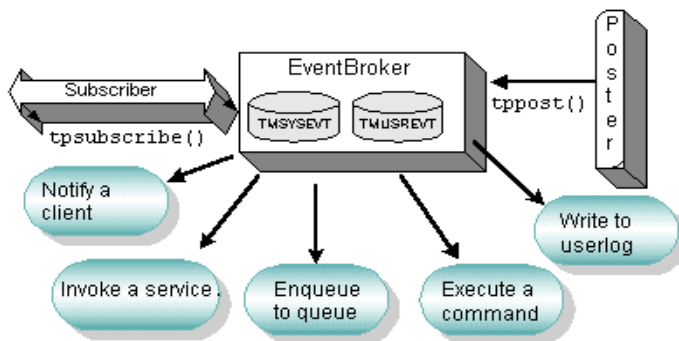 EventBroker
Subscriber
tpsubscribe()
TMSYSEVT
TMUSREVT
tppost()
Poster
Notify a
client
Invoke a service.
Enqueue
to queue
Execute a
command
Write to
userlog